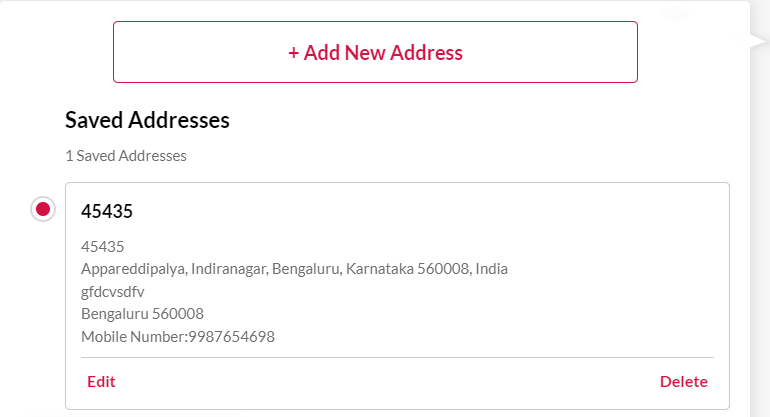 + Add New Address
Saved Addresses
1 Saved Addresses
45435
45435
Appareddipalya, Indiranagar, Bengaluru, Karnataka 560008, India
gfdcvsdfv
Bengaluru 560008
Mobile Number:9987654698
Edit
Delete